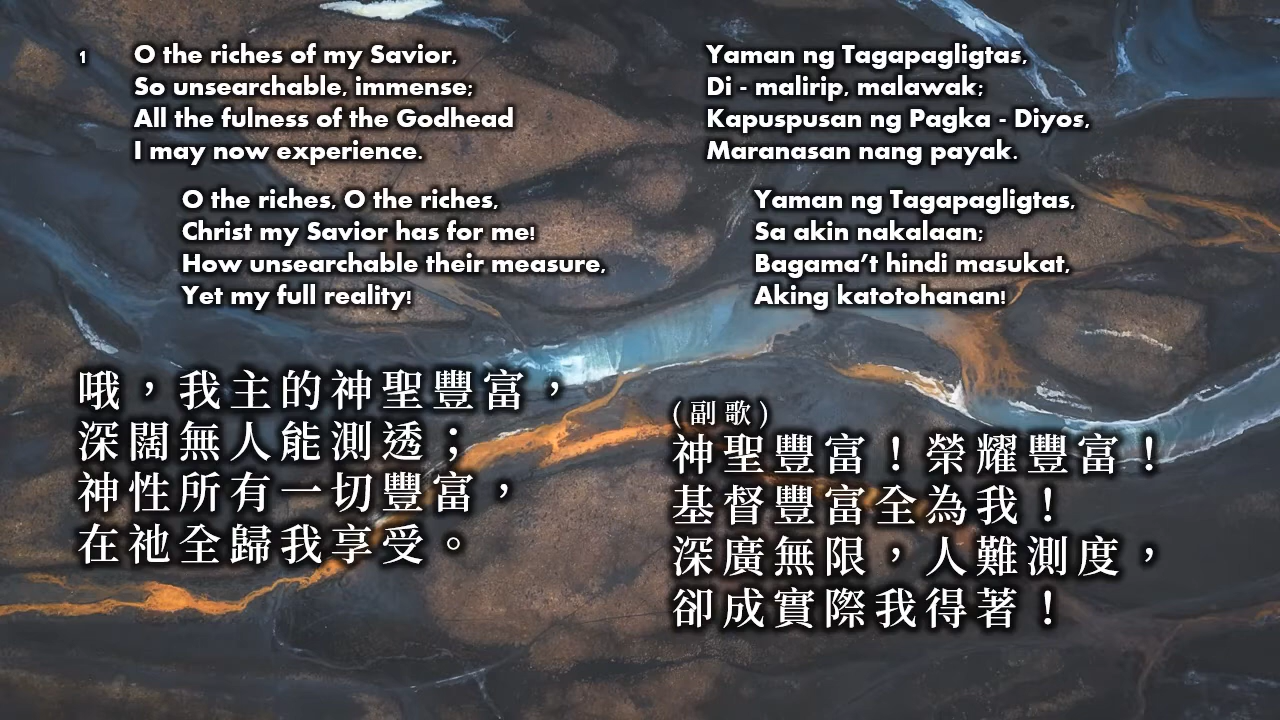 1 O the riches of my Savior,
So unsearchable, immense;
All the fulness of the Godhead
I may now experience.
O the riches, O the riches,
Christ my Savior has for me!
How unsearchable their measure,
Yet my full reality!
Yaman ng Tagapagligtas,
Di - malirip, malawak;
Kapuspusan ng Pagka - Diyos,
Maranasan nang payak.
Yaman ng Tagapagligtas,
Sa akin nakalaan;
Bagama’t hindi masukat,
Aking katotohanan!
哦，我主的神聖豐富，
深闊無人能測透；
神性所有一切豐富，
在祂全歸我享受。
(副歌)
神聖豐富！榮耀豐富！
基督豐富全為我！
深廣無限，人難測度，
卻成實際我得著！